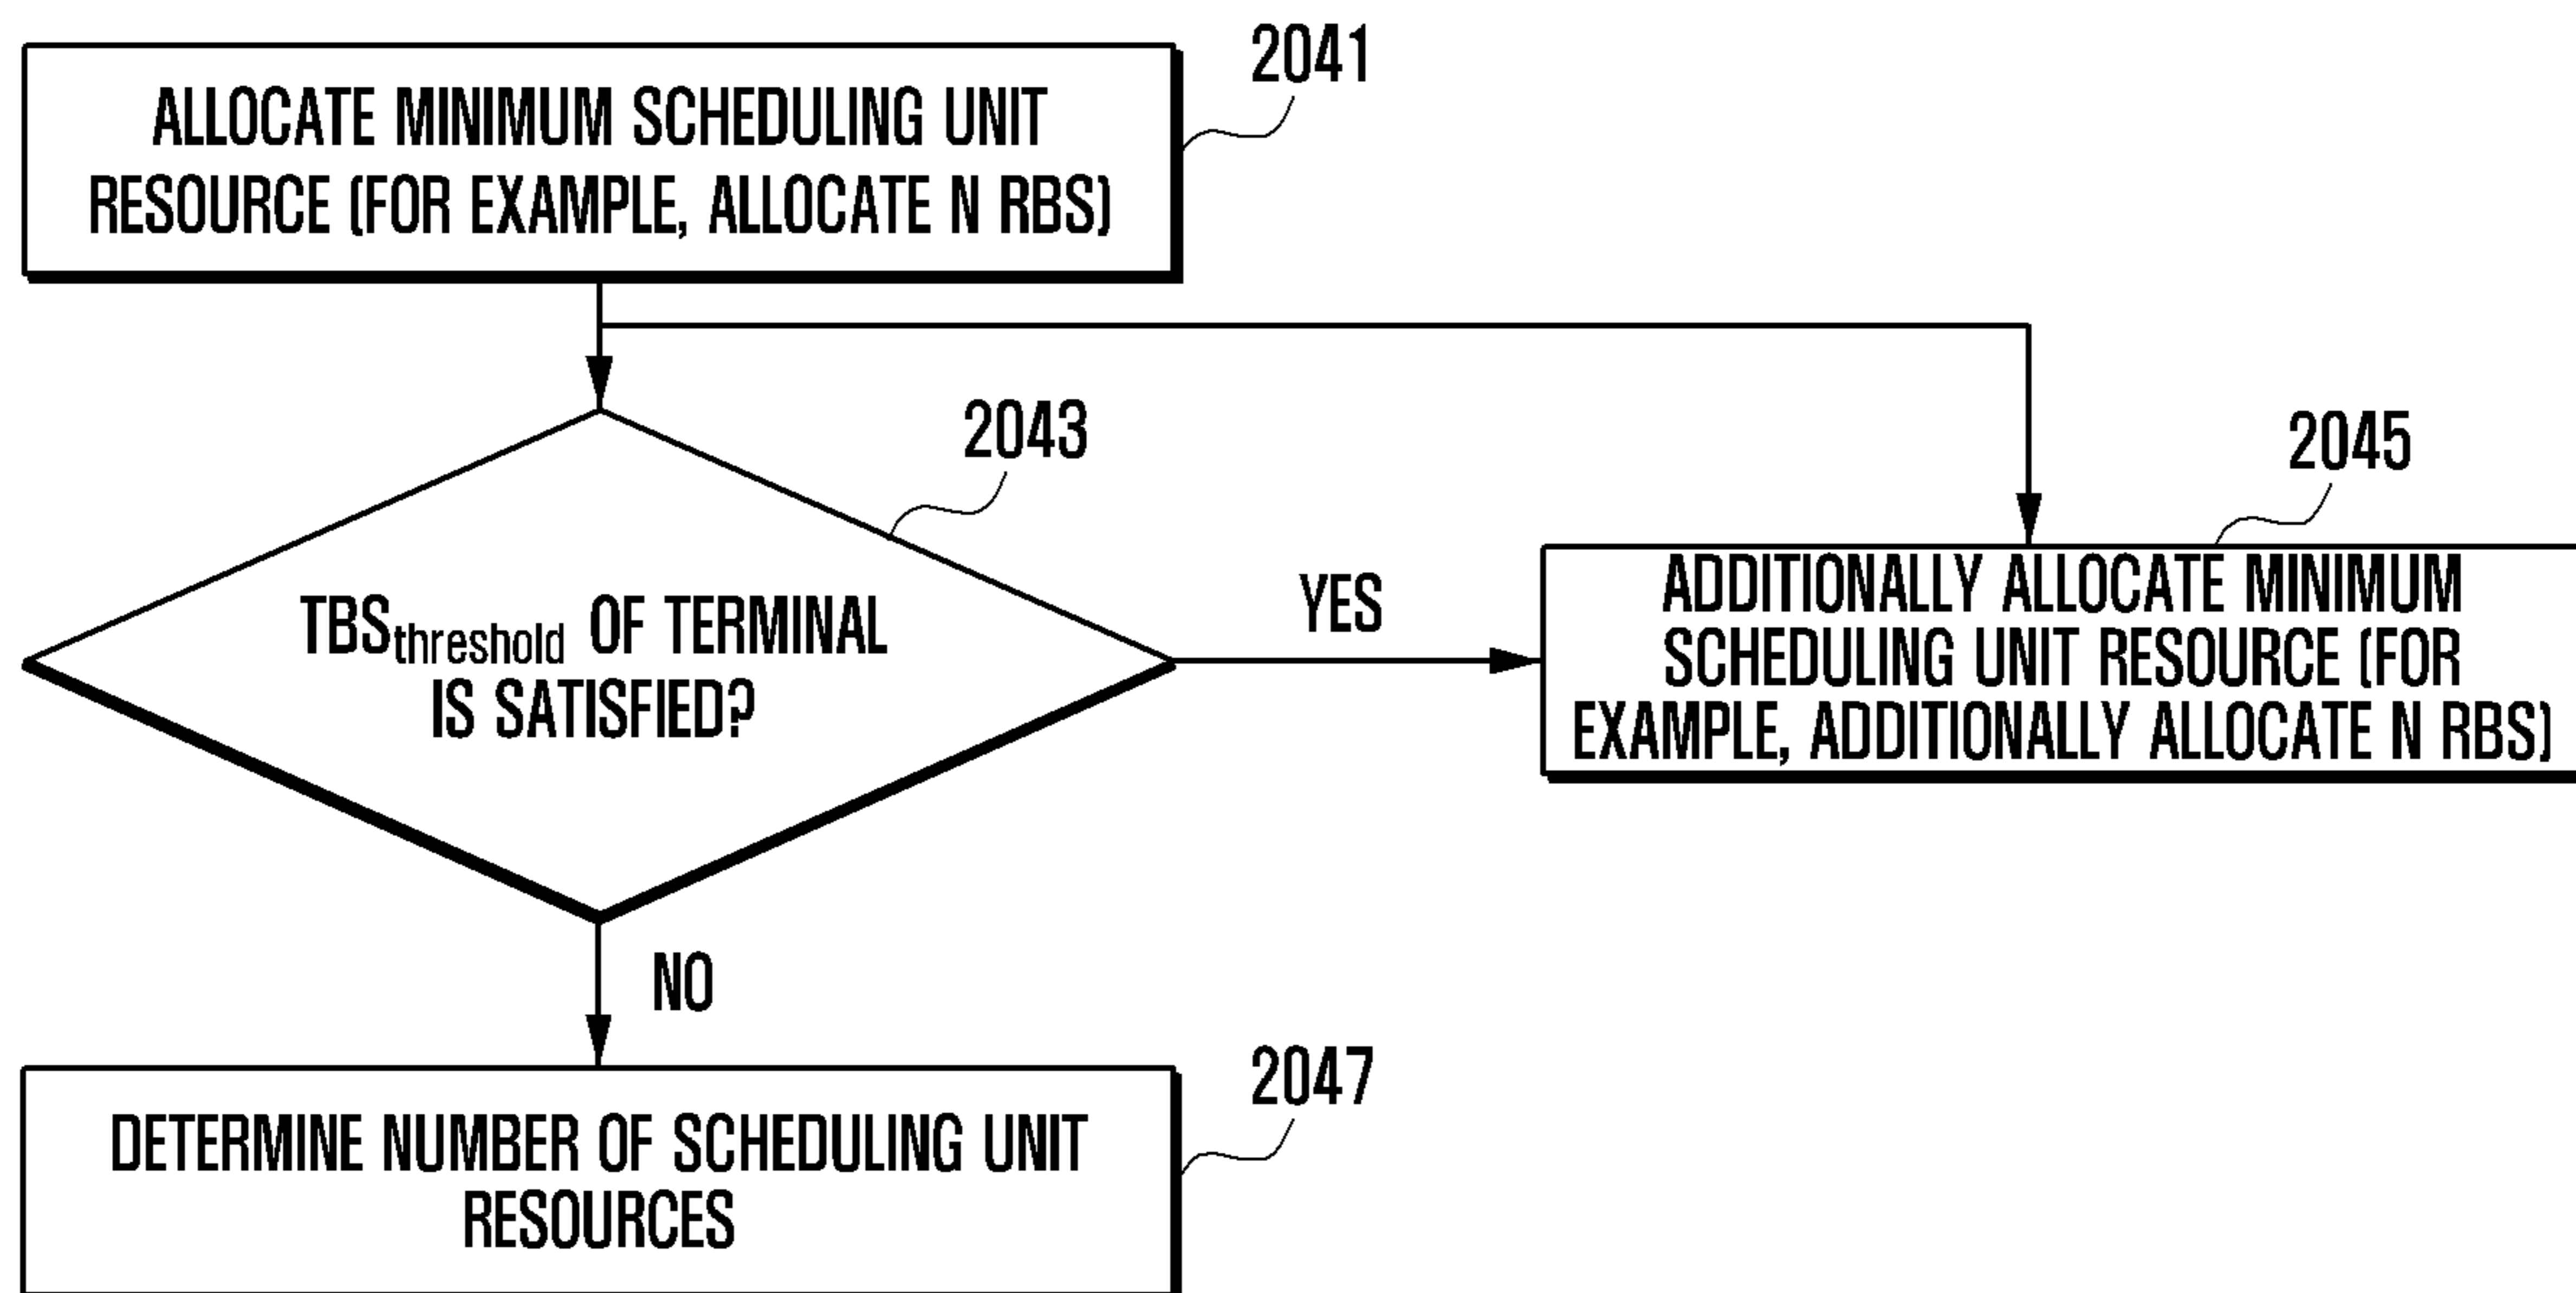 2041
ALLOCATE MINIMUM SCHEDULING UNIT
RESOURCE (FOR EXAMPLE, ALLOCATE N RBS)
2043
TBSthreshold OF TERMINAL
IS SATISFIED?
YES
2045
ADDITIONALLY ALLOCATE MINIMUM
SCHEDULING UNIT RESOURCE (FOR
EXAMPLE, ADDITIONALLY ALLOCATE N RBS)
NO
2047
DETERMINE NUMBER OF SCHEDULING UNIT
RESOURCES